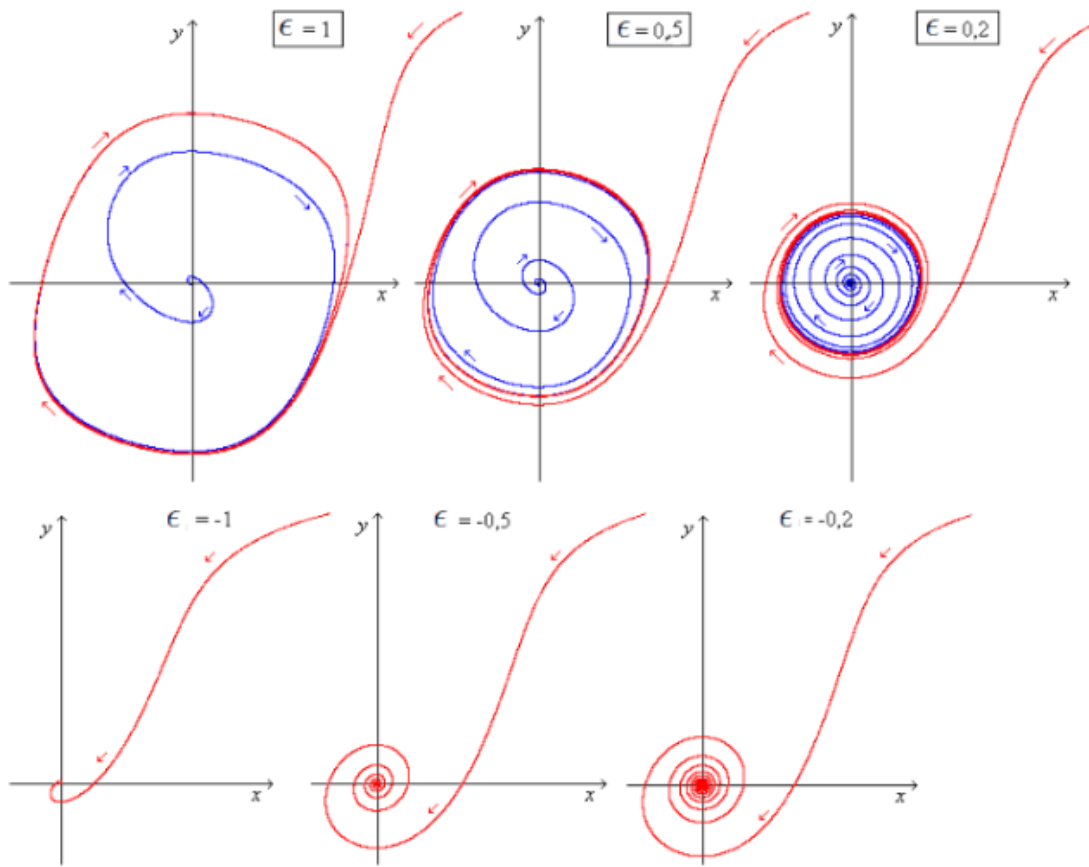 y
ϵ = 1
x
y
ϵ = 0,5
x
y
ϵ = 0,2
x
y
ϵ = -1
x
y
ϵ = -0,5
x
y
ϵ = -0,2
x